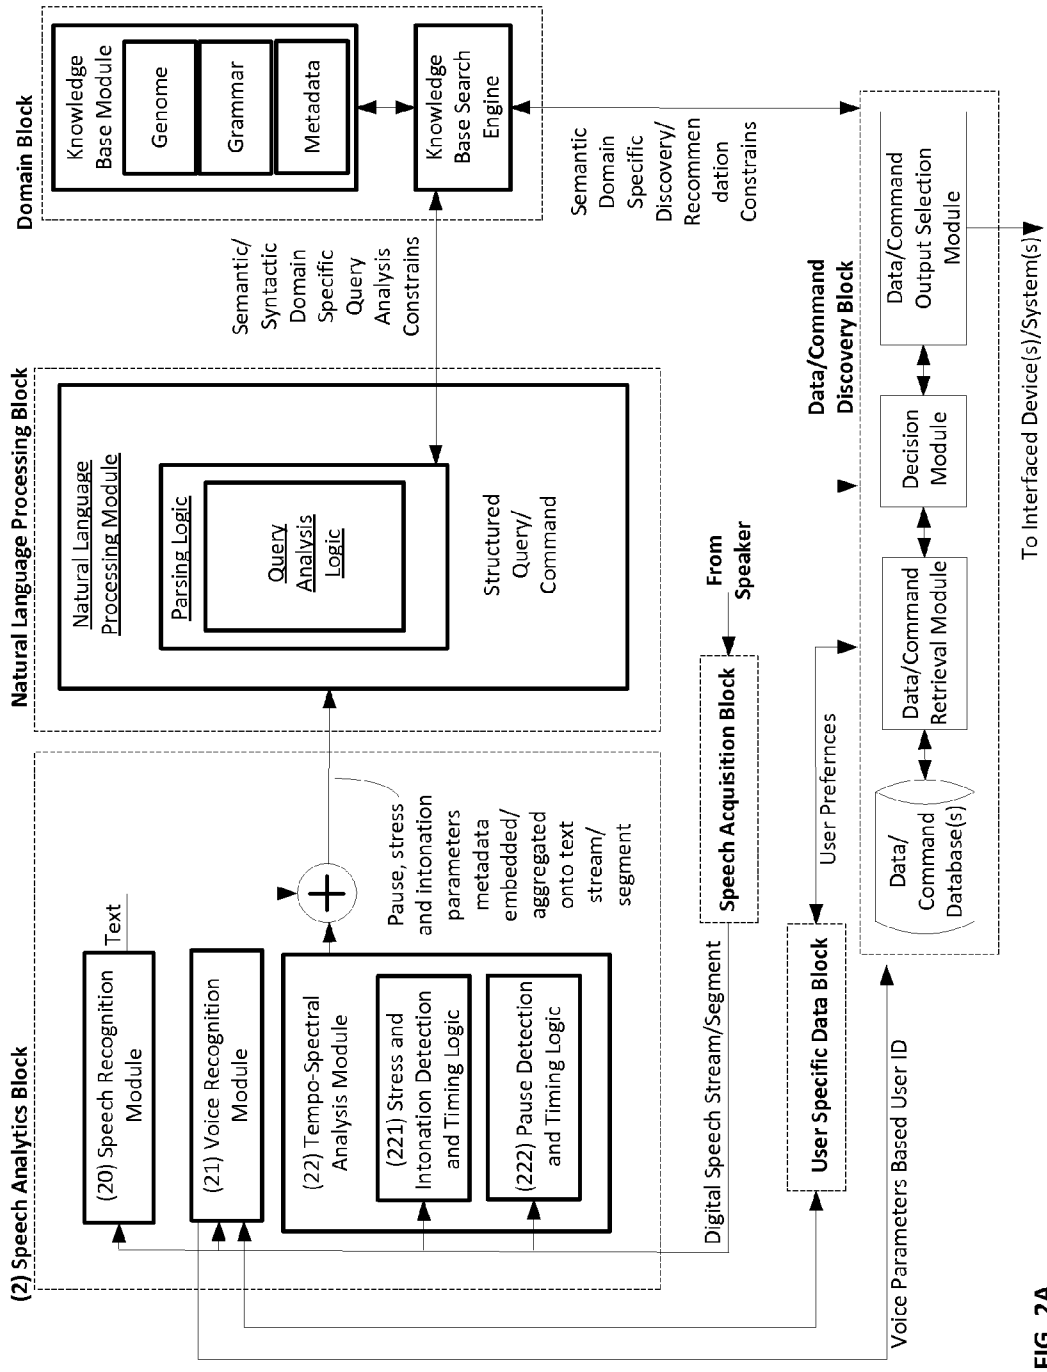 (2) Speech Analytics Block
(20) Speech Recognition
Module
Text
(21) Voice Recognition
Module
(22) Tempo-Spectral
Analysis Module
(221) Stress and
Intonation Detection
and Timing Logic
(222) Pause Detection
and Timing Logic
Pause, stress
and intonation
parameters
metadata
embedded/
aggregated
onto text
stream/
segment
Natural Language Processing Block
Natural Language
Processing Module
Parsing Logic
Query
Analysis
Logic
Structured
Query/
Command
Semantic/
Syntactic
Domain
Specific
Query
Analysis
Constrains
Domain Block
Knowledge
Base Module
Genome
Grammar
Metadata
Knowledge
Base Search
Engine
Semantic
Domain
Specific
Discovery/
Recommen
dation
Constrains
Digital Speech Stream/Segment
Speech Acquisition Block
From
Speaker
User Specific Data Block
User Prefernces
Data/Command
Discovery Block
Voice Parameters Based User ID
Data/
Command
Database(s)
Data/Command
Retrieval Module
Decision
Module
Data/Command
Output Selection
Module
To Interfaced Device(s)/System(s)
FIG. 2A